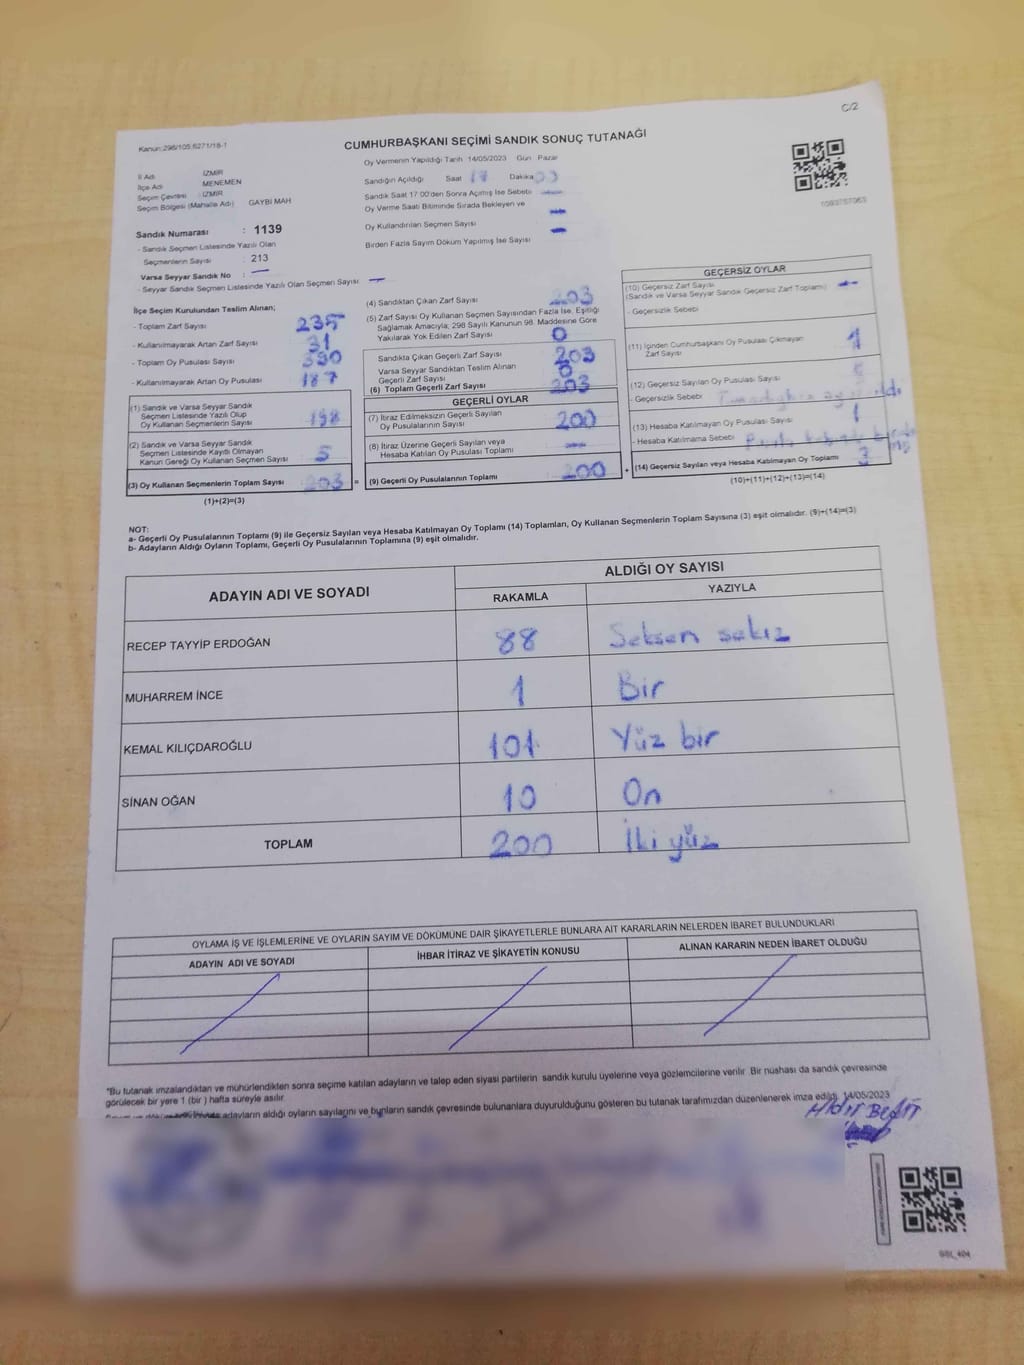 C/2
Kanun:298/105;6271/18-1
CUMHURBAŞKANI SEÇİMİ SANDIK SONUÇ TUTANAĞI
İl Adı İZMİR
İlçe Adı MENEMEN
Seçim Çevresi : İZMİR
Seçim Bölgesi (Mahalle Adı) GAYBİ MAH
Sandık Numarası : 1139
- Sandık Seçmen Listesinde Yazılı Olan
Seçmenlerin Sayısı : 213
Varsa Seyyar Sandık No : —
- Seyyar Sandık Seçmen Listesinde Yazılı Olan Seçmen Sayısı —
Oy Vermenin Yapıldığı Tarih 14/05/2023 Gün Pazar
Sandığın Açıldığı Saat 17 Dakika
Sandık Saat 17 00'den Sonra Açılmış İse Sebebi —
Oy Verme Saati Bitiminde Sırada Bekleyen ve —
Oy Kullandırılan Seçmen Sayısı —
Birden Fazla Sayım Döküm Yapılmış İse Sayısı
İlçe Seçim Kurulundan Teslim Alınan;
- Toplam Zarf Sayısı 235
- Kullanılmayarak Artan Zarf Sayısı 31
- Toplam Oy Pusulası Sayısı 390
- Kullanılmayarak Artan Oy Pusulası 187
(1) Sandık ve Varsa Seyyar Sandık
Seçmen Listesinde Yazılı Olup
Oy Kullanan Seçmenlerin Sayısı 198
(2) Sandık ve Varsa Seyyar Sandık
Seçmen Listesinde Kayıtlı Olmayan
Kanun Gereği Oy Kullanan Seçmen Sayısı 5
(3) Oy Kullanan Seçmenlerin Toplam Sayısı 203 =
(1)+(2)=(3)
(4) Sandıktan Çıkan Zarf Sayısı 203
(5) Zarf Sayısı Oy Kullanan Seçmen Sayısından Fazla İse, Eşitliği
Sağlamak Amacıyla; 298 Sayılı Kanunun 98. Maddesine Göre
Yakılarak Yok Edilen Zarf Sayısı 0
Sandıkta Çıkan Geçerli Zarf Sayısı 203
Varsa Seyyar Sandıktan Teslim Alınan
Geçerli Zarf Sayısı 0
(6) Toplam Geçerli Zarf Sayısı 203
GEÇERLİ OYLAR
(7) İtiraz Edilmeksizin Geçerli Sayılan
Oy Pusulalarının Sayısı 200
(8) İtiraz Üzerine Geçerli Sayılan veya
Hesaba Katılan Oy Pusulası Toplamı —
(9) Geçerli Oy Pusulalarının Toplamı 200 +
GEÇERSİZ OYLAR
(10) Geçersiz Zarf Sayısı —
(Sandık ve Varsa Seyyar Sandık Geçersiz Zarf Toplamı)
- Geçersizlik Sebebi
(11) İçinden Cumhurbaşkanı Oy Pusulası Çıkmayan
Zarf Sayısı 1
(12) Geçersiz Sayılan Oy Pusulası Sayısı
- Geçersizlik Sebebi
(13) Hesaba Katılmayan Oy Pusulası Sayısı 1
- Hesaba Katılmama Sebebi
(14) Geçersiz Sayılan veya Hesaba Katılmayan Oy Toplamı 3
(10)+(11)+(12)+(13)=(14)
NOT:
a- Geçerli Oy Pusulalarının Toplamı (9) ile Geçersiz Sayılan veya Hesaba Katılmayan Oy Toplamı (14) Toplamları, Oy Kullanan Seçmenlerin Toplam Sayısına (3) eşit olmalıdır. (9)+(14)=(3)
b- Adayların Aldığı Oyların Toplamı, Geçerli Oy Pusulalarının Toplamına (9) eşit olmalıdır.
ADAYIN ADI VE SOYADI ALDIĞI OY SAYISI
RAKAMLA YAZIYLA
RECEP TAYYİP ERDOĞAN 88 Seksen sekiz
MUHARREM İNCE 1 Bir
KEMAL KILIÇDAROĞLU 101 Yüz bir
SİNAN OĞAN 10 On
TOPLAM 200 İki yüz
OYLAMA İŞ VE İŞLEMLERİNE VE OYLARIN SAYIM VE DÖKÜMÜNE DAİR ŞİKAYETLERLE BUNLARA AİT KARARLARIN NELERDEN İBARET BULUNDUKLARI
ADAYIN ADI VE SOYADI İHBAR İTİRAZ VE ŞİKAYETİN KONUSU ALINAN KARARIN NEDEN İBARET OLDUĞU
*Bu tutanak imzalandıktan ve mühürlendikten sonra seçime katılan adayların ve talep eden siyasi partilerin sandık kurulu üyelerine veya gözlemcilerine verilir. Bir nüshası da sandık çevresinde
görülecek bir yere 1 (bir ) hafta süreyle asılır.
adayların aldığı oyların sayılarını ve bunların sandık çevresinde bulunanlara duyurulduğunu gösteren bu tutanak tarafımızdan düzenlenerek imza edildi. 14/05/2023